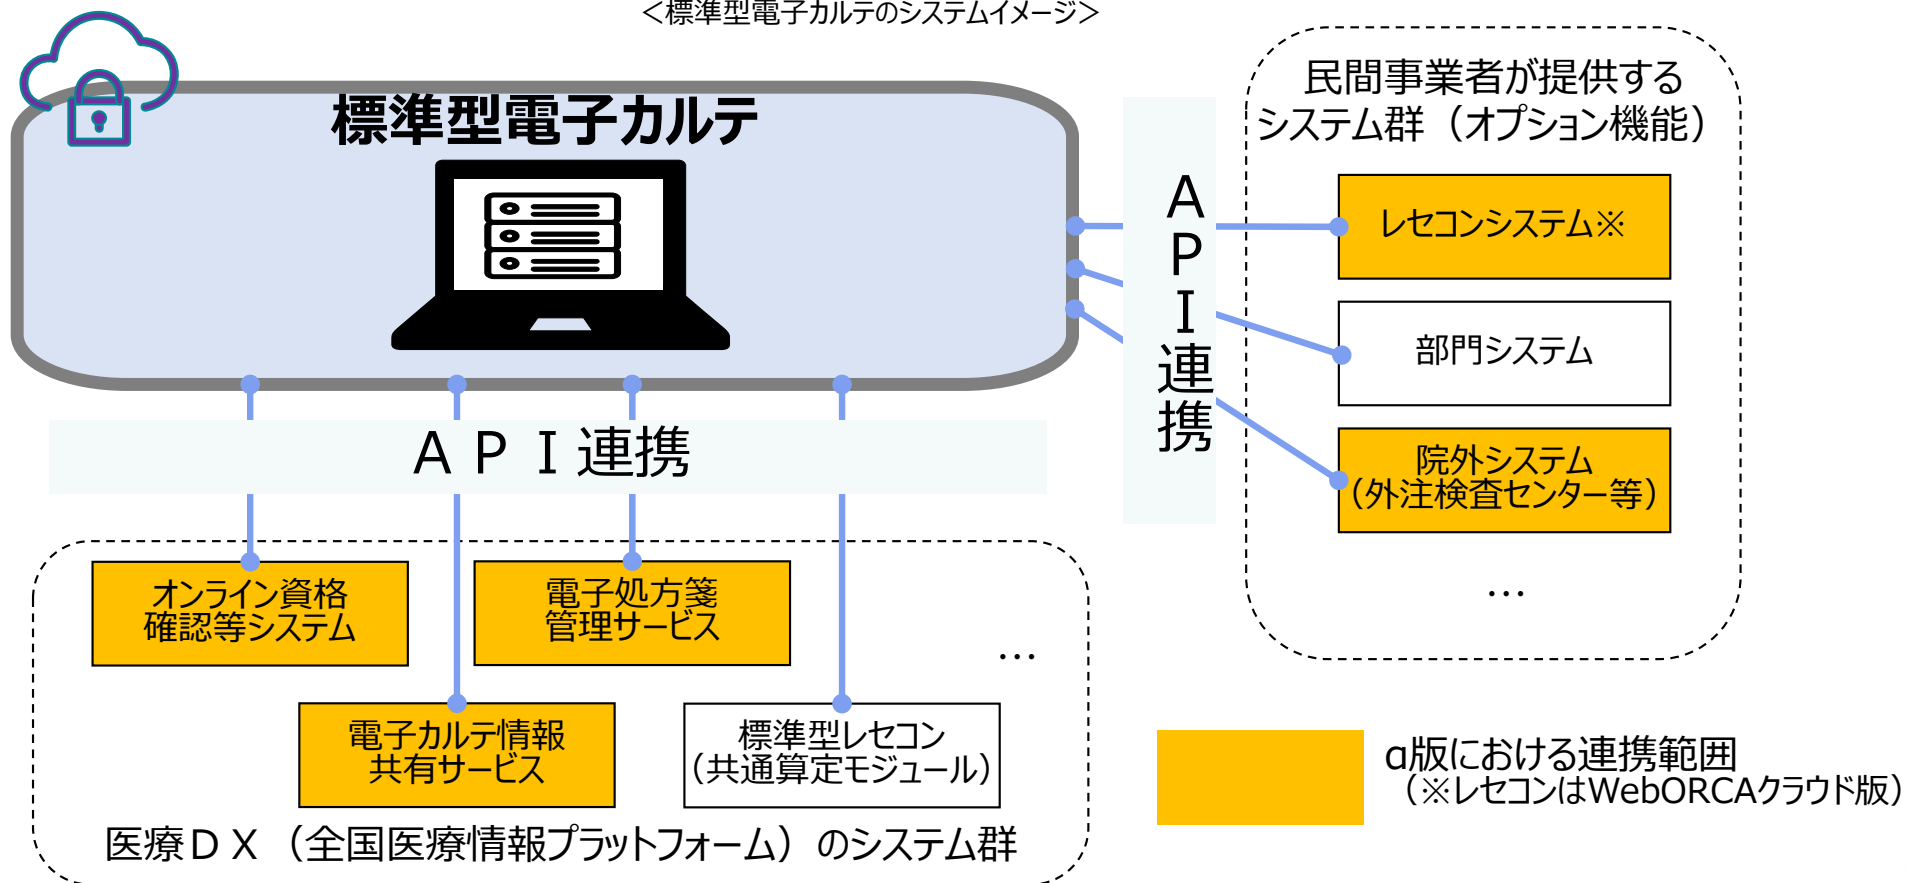 ＜標準型電子カルテのシステムイメージ＞
標準型電子カルテ
ＡＰＩ連携
民間事業者が提供する
システム群（オプション機能）
レセコンシステム※
部門システム
院外システム
（外注検査センター等）
…
ＡＰＩ連携
オンライン資格
確認等システム
電子処方箋
管理サービス
…
電子カルテ情報
共有サービス
標準型レセコン
（共通算定モジュール）
医療ＤＸ（全国医療情報プラットフォーム）のシステム群
α版における連携範囲
（※レセコンはWebORCAクラウド版）